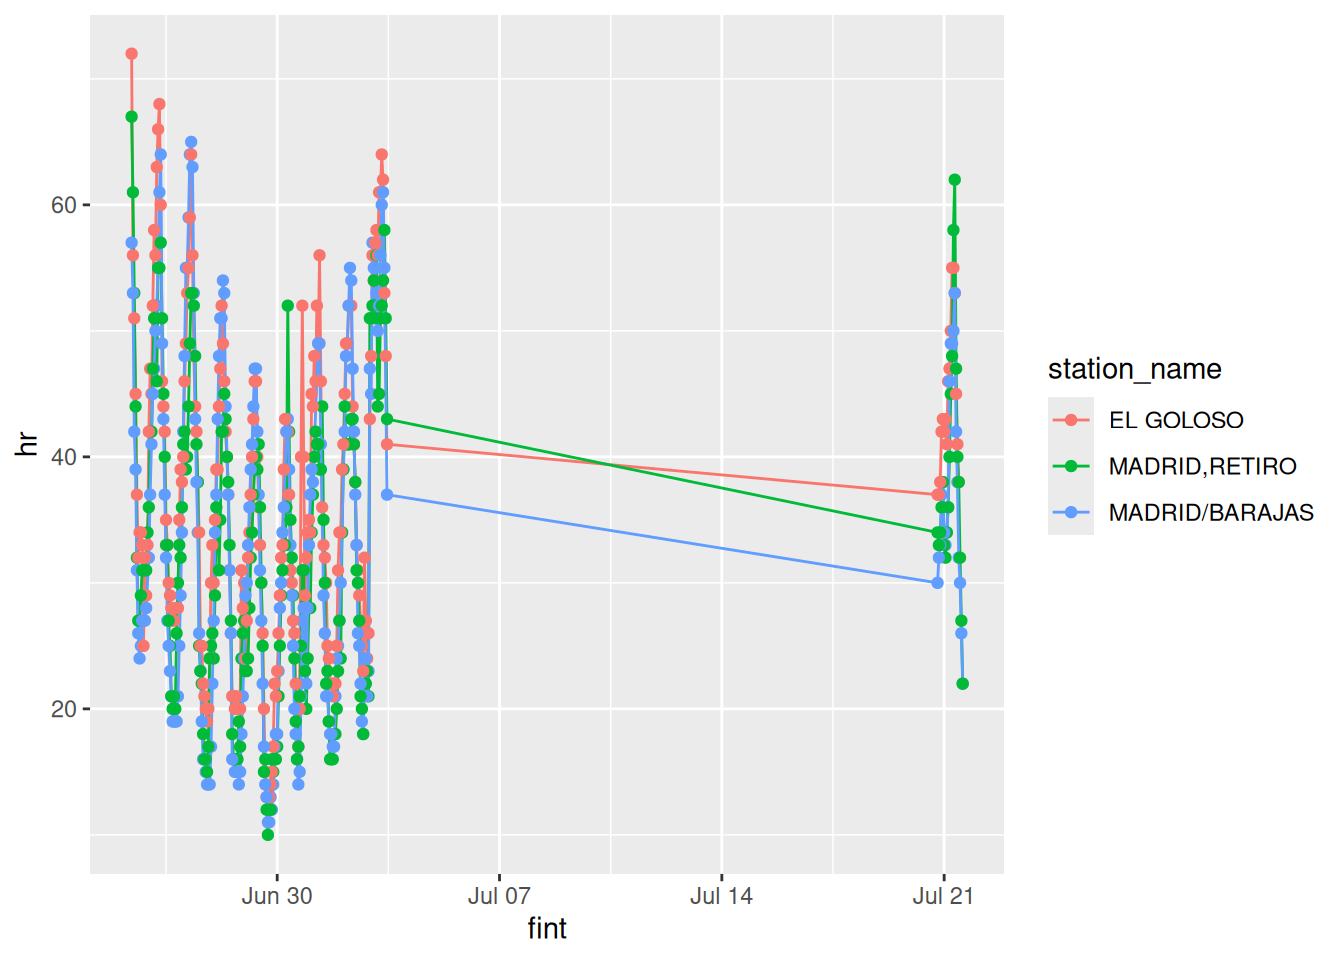 60
40
20
hr
Jun 30
Jul 07
Jul 14
Jul 21
fint
station_name
EL GOLOSO
MADRID,RETIRO
MADRID/BARAJAS